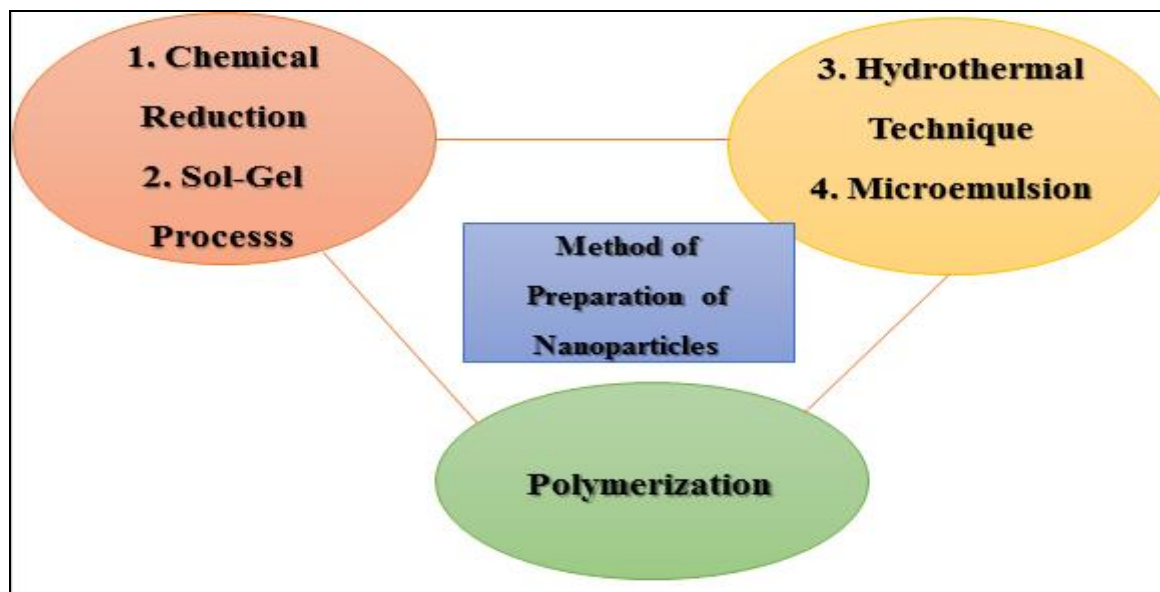 1. Chemical
Reduction
2. Sol-Gel
Processs
3. Hydrothermal
Technique
4. Microemulsion
Method of
Preparation of
Nanoparticles
Polymerization